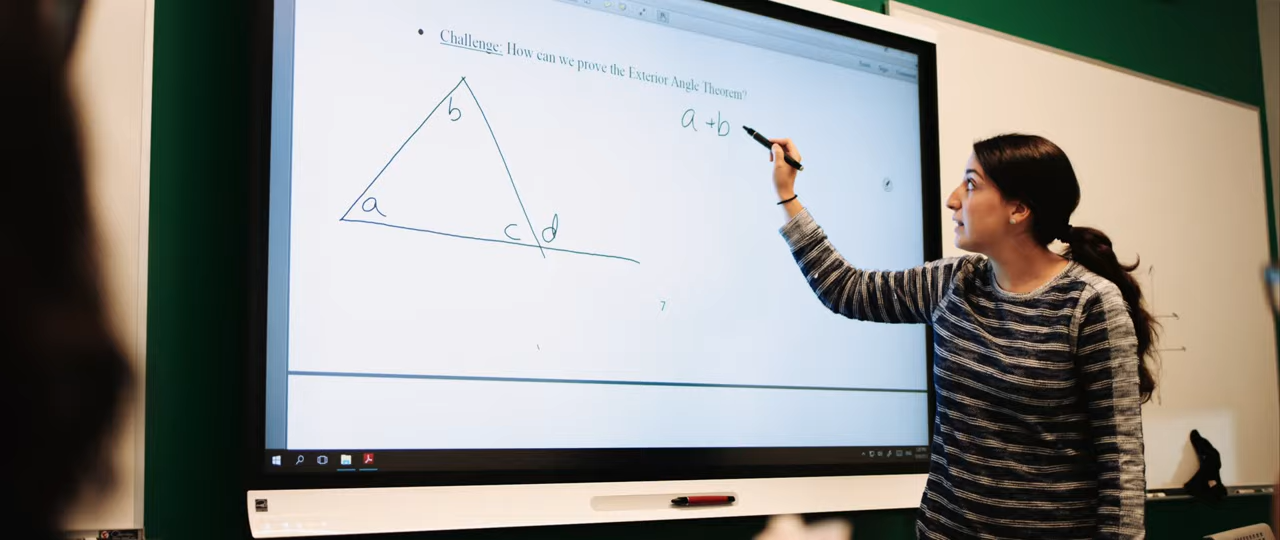 • Challenge: How can we prove the Exterior Angle Theorem?
a + b
b
a
c d
7